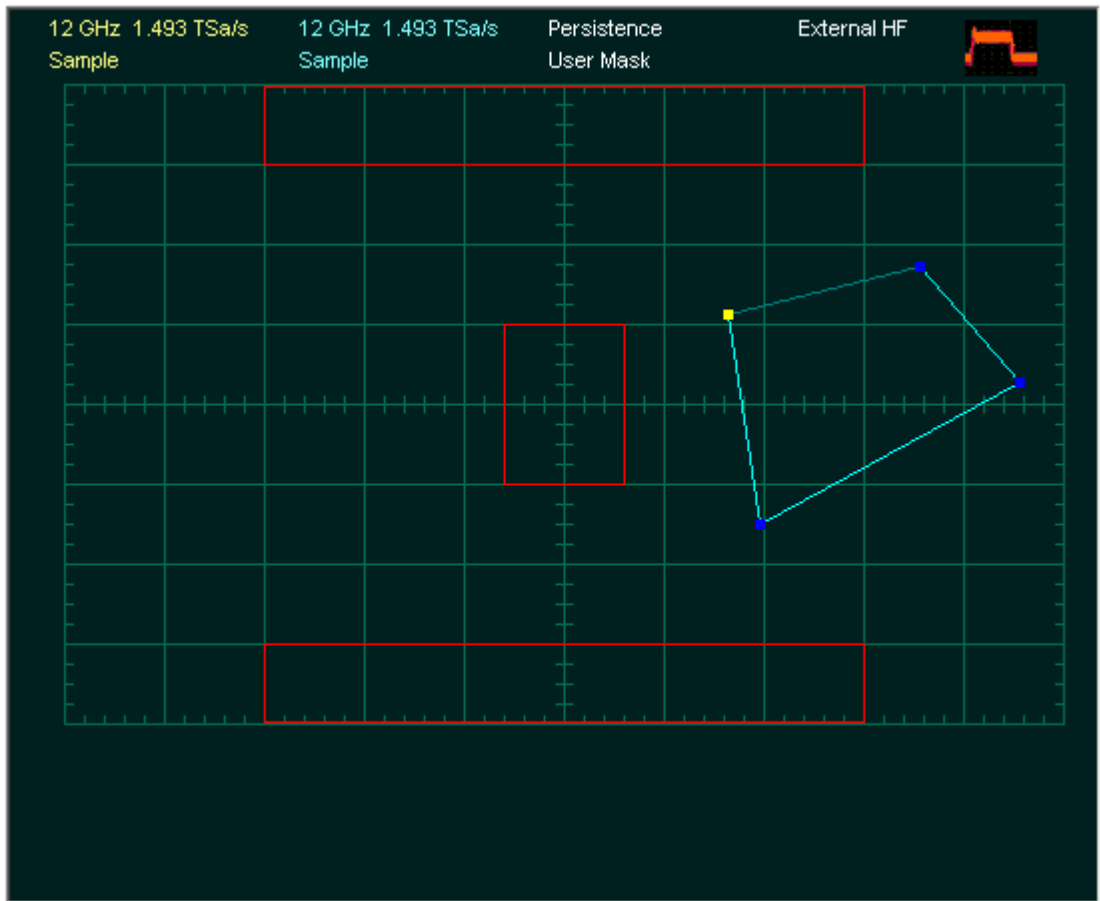 12 GHz 1.493 TSa/s 12 GHz 1.493 TSa/s Persistence External HF
Sample Sample User Mask